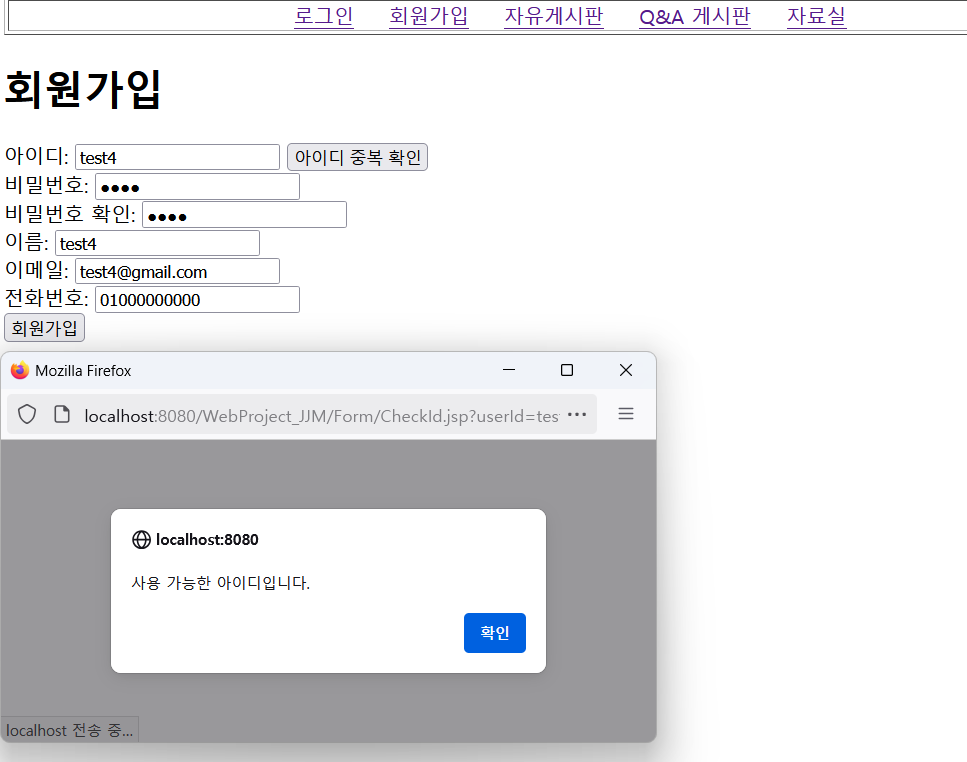 로그인 회원가입 자유게시판 Q&A 게시판 자료실
회원가입
아이디: test4 아이디 중복 확인
비밀번호: ●●●●
비밀번호 확인: ●●●●
이름: test4
이메일: test4@gmail.com
전화번호: 01000000000
회원가입
Mozilla Firefox
localhost:8080/WebProject_JJM/Form/CheckId.jsp?userId=tes
localhost:8080
사용 가능한 아이디입니다.
확인
localhost 전송 중...